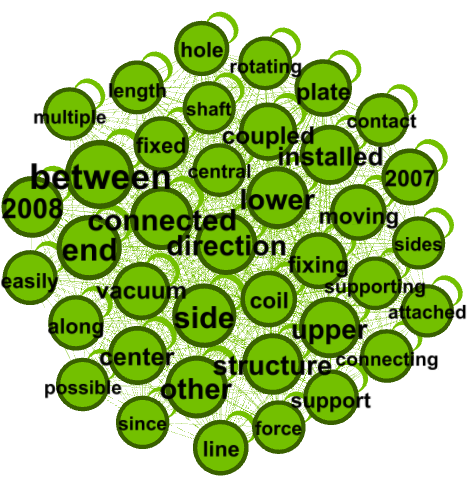 hole
rotating
length
plate
multiple
shaft
contact
coupled
fixed
installed
central
between
2007
lower
2008
connected
moving
direction
end
sides
fixing
easily
vacuum
supporting
coil
attached
side
along
upper
center
structure
connecting
possible
other
support
since
force
line